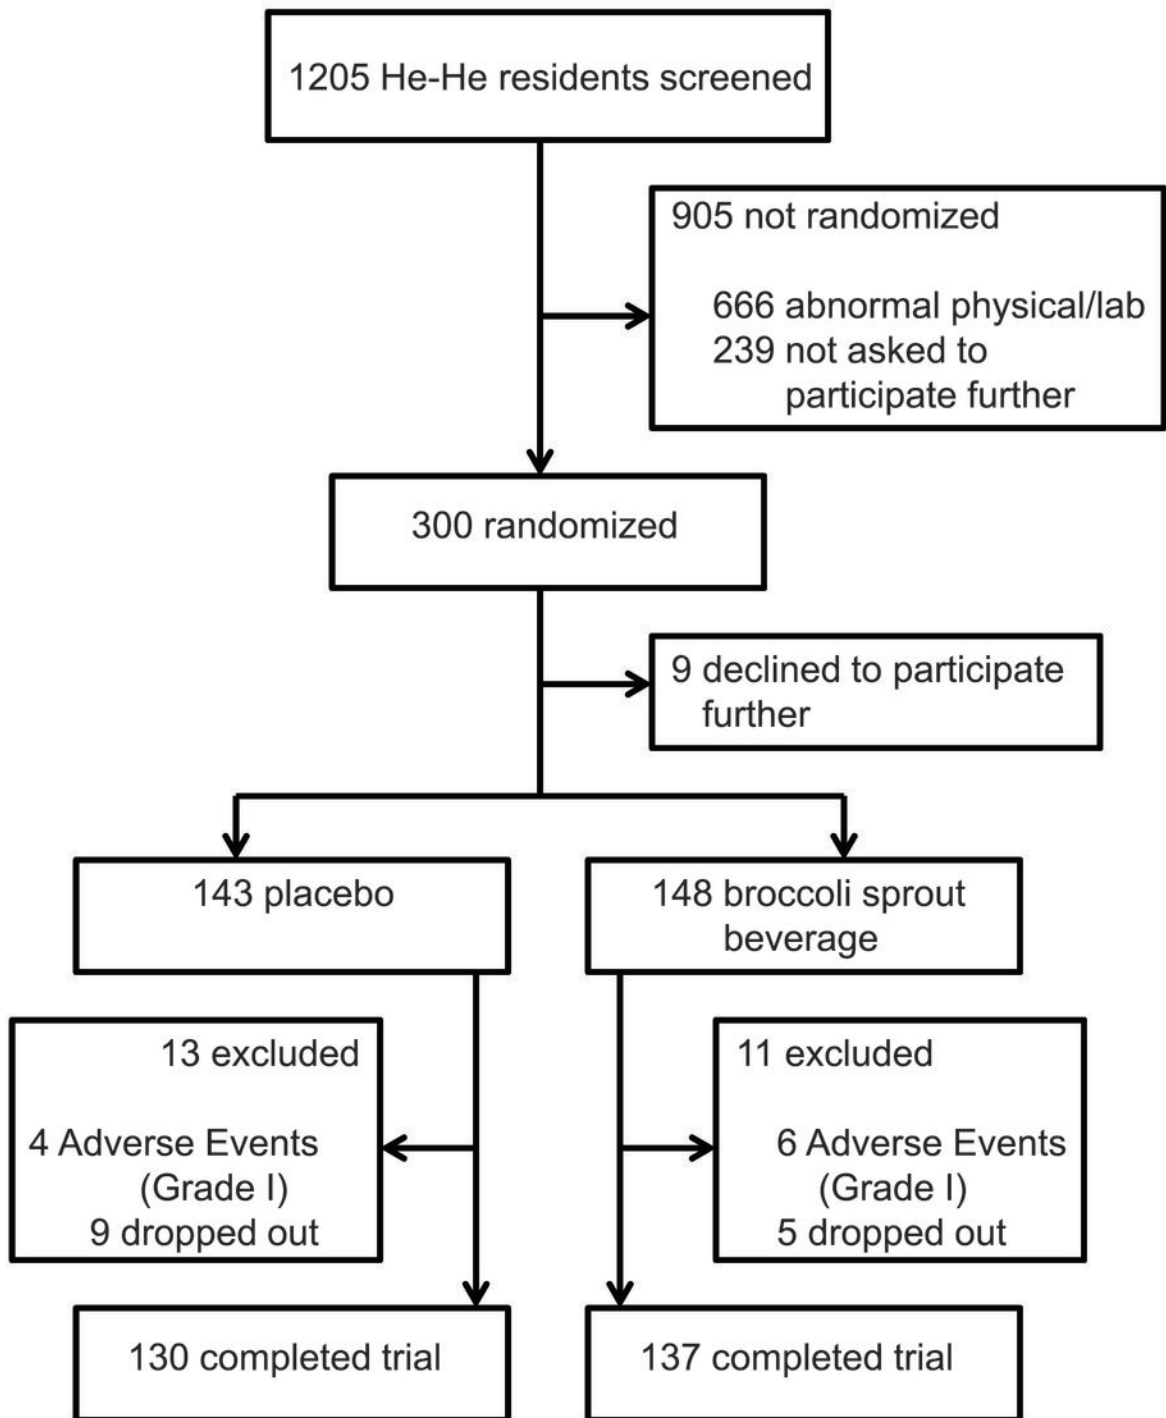 1205 He-He residents screened
905 not randomized
666 abnormal physical/lab
239 not asked to
participate further
300 randomized
9 declined to participate
further
143 placebo
148 broccoli sprout
beverage
13 excluded
4 Adverse Events
(Grade I)
9 dropped out
11 excluded
6 Adverse Events
(Grade I)
5 dropped out
130 completed trial
137 completed trial